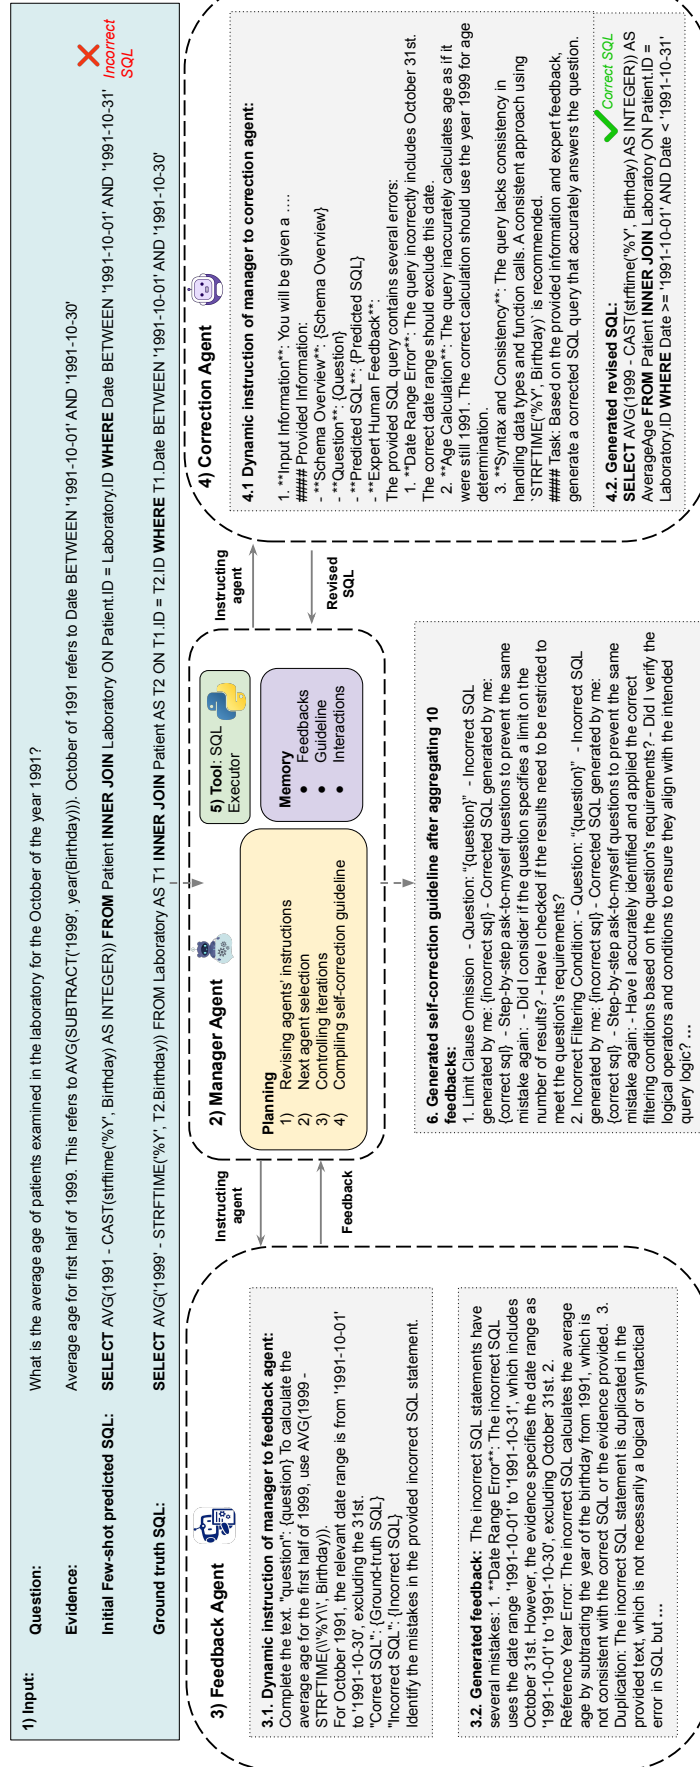 1) Input:
Question: What is the average age of patients examined in the laboratory for the October of the year 1991?
Evidence: Average age for first half of 1999. This refers to AVG(SUBTRACT('1999', year(Birthday))), October of 1991 refers to Date BETWEEN '1991-10-01' AND '1991-10-30'
Initial Few-shot predicted SQL: SELECT AVG(1991 - CAST(strftime('%Y', Birthday) AS INTEGER)) FROM Patient INNER JOIN Laboratory ON Patient.ID = Laboratory.ID WHERE Date BETWEEN '1991-10-01' AND '1991-10-31'
Incorrect
SQL
Ground truth SQL: SELECT AVG('1999' - STRFTIME('%Y', T2.Birthday)) FROM Laboratory AS T1 INNER JOIN Patient AS T2 ON T1.ID = T2.ID WHERE T1.Date BETWEEN '1991-10-01' AND '1991-10-30'
3) Feedback Agent
3.1. Dynamic instruction of manager to feedback agent:
Complete the text. "question": {question} To calculate the
average age for the first half of 1999, use AVG(1999 -
STRFTIME(\\'%Y\\', Birthday)).
For October 1991, the relevant date range is from '1991-10-01'
to '1991-10-30', excluding the 31st.
"Correct SQL": {Ground-truth SQL}
"Incorrect SQL": {Incorrect SQL}
Identify the mistakes in the provided incorrect SQL statement.
3.2. Generated feedback: The incorrect SQL statements have
several mistakes: 1. **Date Range Error**: The incorrect SQL
uses the date range '1991-10-01' to '1991-10-31', which includes
October 31st. However, the evidence specifies the date range as
'1991-10-01' to '1991-10-30', excluding October 31st. 2.
Reference Year Error: The incorrect SQL calculates the average
age by subtracting the year of the birthday from 1991, which is
not consistent with the correct SQL or the evidence provided. 3.
Duplication: The incorrect SQL statement is duplicated in the
provided text, which is not necessarily a logical or syntactical
error in SQL but ...
Instructing
agent
Feedback
2) Manager Agent
Planning
1) Revising agents' instructions
2) Next agent selection
3) Controlling iterations
4) Compiling self-correction guideline
5) Tool: SQL
Executor
Memory
● Feedbacks
● Guideline
● Interactions
6. Generated self-correction guideline after aggregating 10
feedbacks:
1. Limit Clause Omission - Question: "{question}" - Incorrect SQL
generated by me: {incorrect sql} - Corrected SQL generated by me:
{correct sql} - Step-by-step ask-to-myself questions to prevent the same
mistake again: - Did I consider if the question specifies a limit on the
number of results? - Have I checked if the results need to be restricted to
meet the question's requirements?
2. Incorrect Filtering Condition: - Question: "{question}" - Incorrect SQL
generated by me: {incorrect sql} - Corrected SQL generated by me:
{correct sql} - Step-by-step ask-to-myself questions to prevent the same
mistake again: - Have I accurately identified and applied the correct
filtering conditions based on the question's requirements? - Did I verify the
logical operators and conditions to ensure they align with the intended
query logic? ...
Instructing
agent
Revised
SQL
4) Correction Agent
4.1 Dynamic instruction of manager to correction agent:
1. **Input Information**: You will be given a ….
##### Provided Information:
- **Schema Overview**: {Schema Overview}
- **Question**: {Question}
- **Predicted SQL**: {Predicted SQL}
- **Expert Human Feedback**:
The provided SQL query contains several errors:
1. **Date Range Error**: The query incorrectly includes October 31st.
The correct date range should exclude this date.
2. **Age Calculation**: The query inaccurately calculates age as if it
were still 1991. The correct calculation should use the year 1999 for age
determination.
3. **Syntax and Consistency**: The query lacks consistency in
handling data types and function calls. A consistent approach using
`STRFTIME('%Y', Birthday)` is recommended.
##### Task: Based on the provided information and expert feedback,
generate a corrected SQL query that accurately answers the question.
4.2. Generated revised SQL:
Correct SQL
SELECT AVG(1999 - CAST(strftime('%Y', Birthday) AS INTEGER)) AS
AverageAge FROM Patient INNER JOIN Laboratory ON Patient.ID =
Laboratory.ID WHERE Date >= '1991-10-01' AND Date < '1991-10-31'